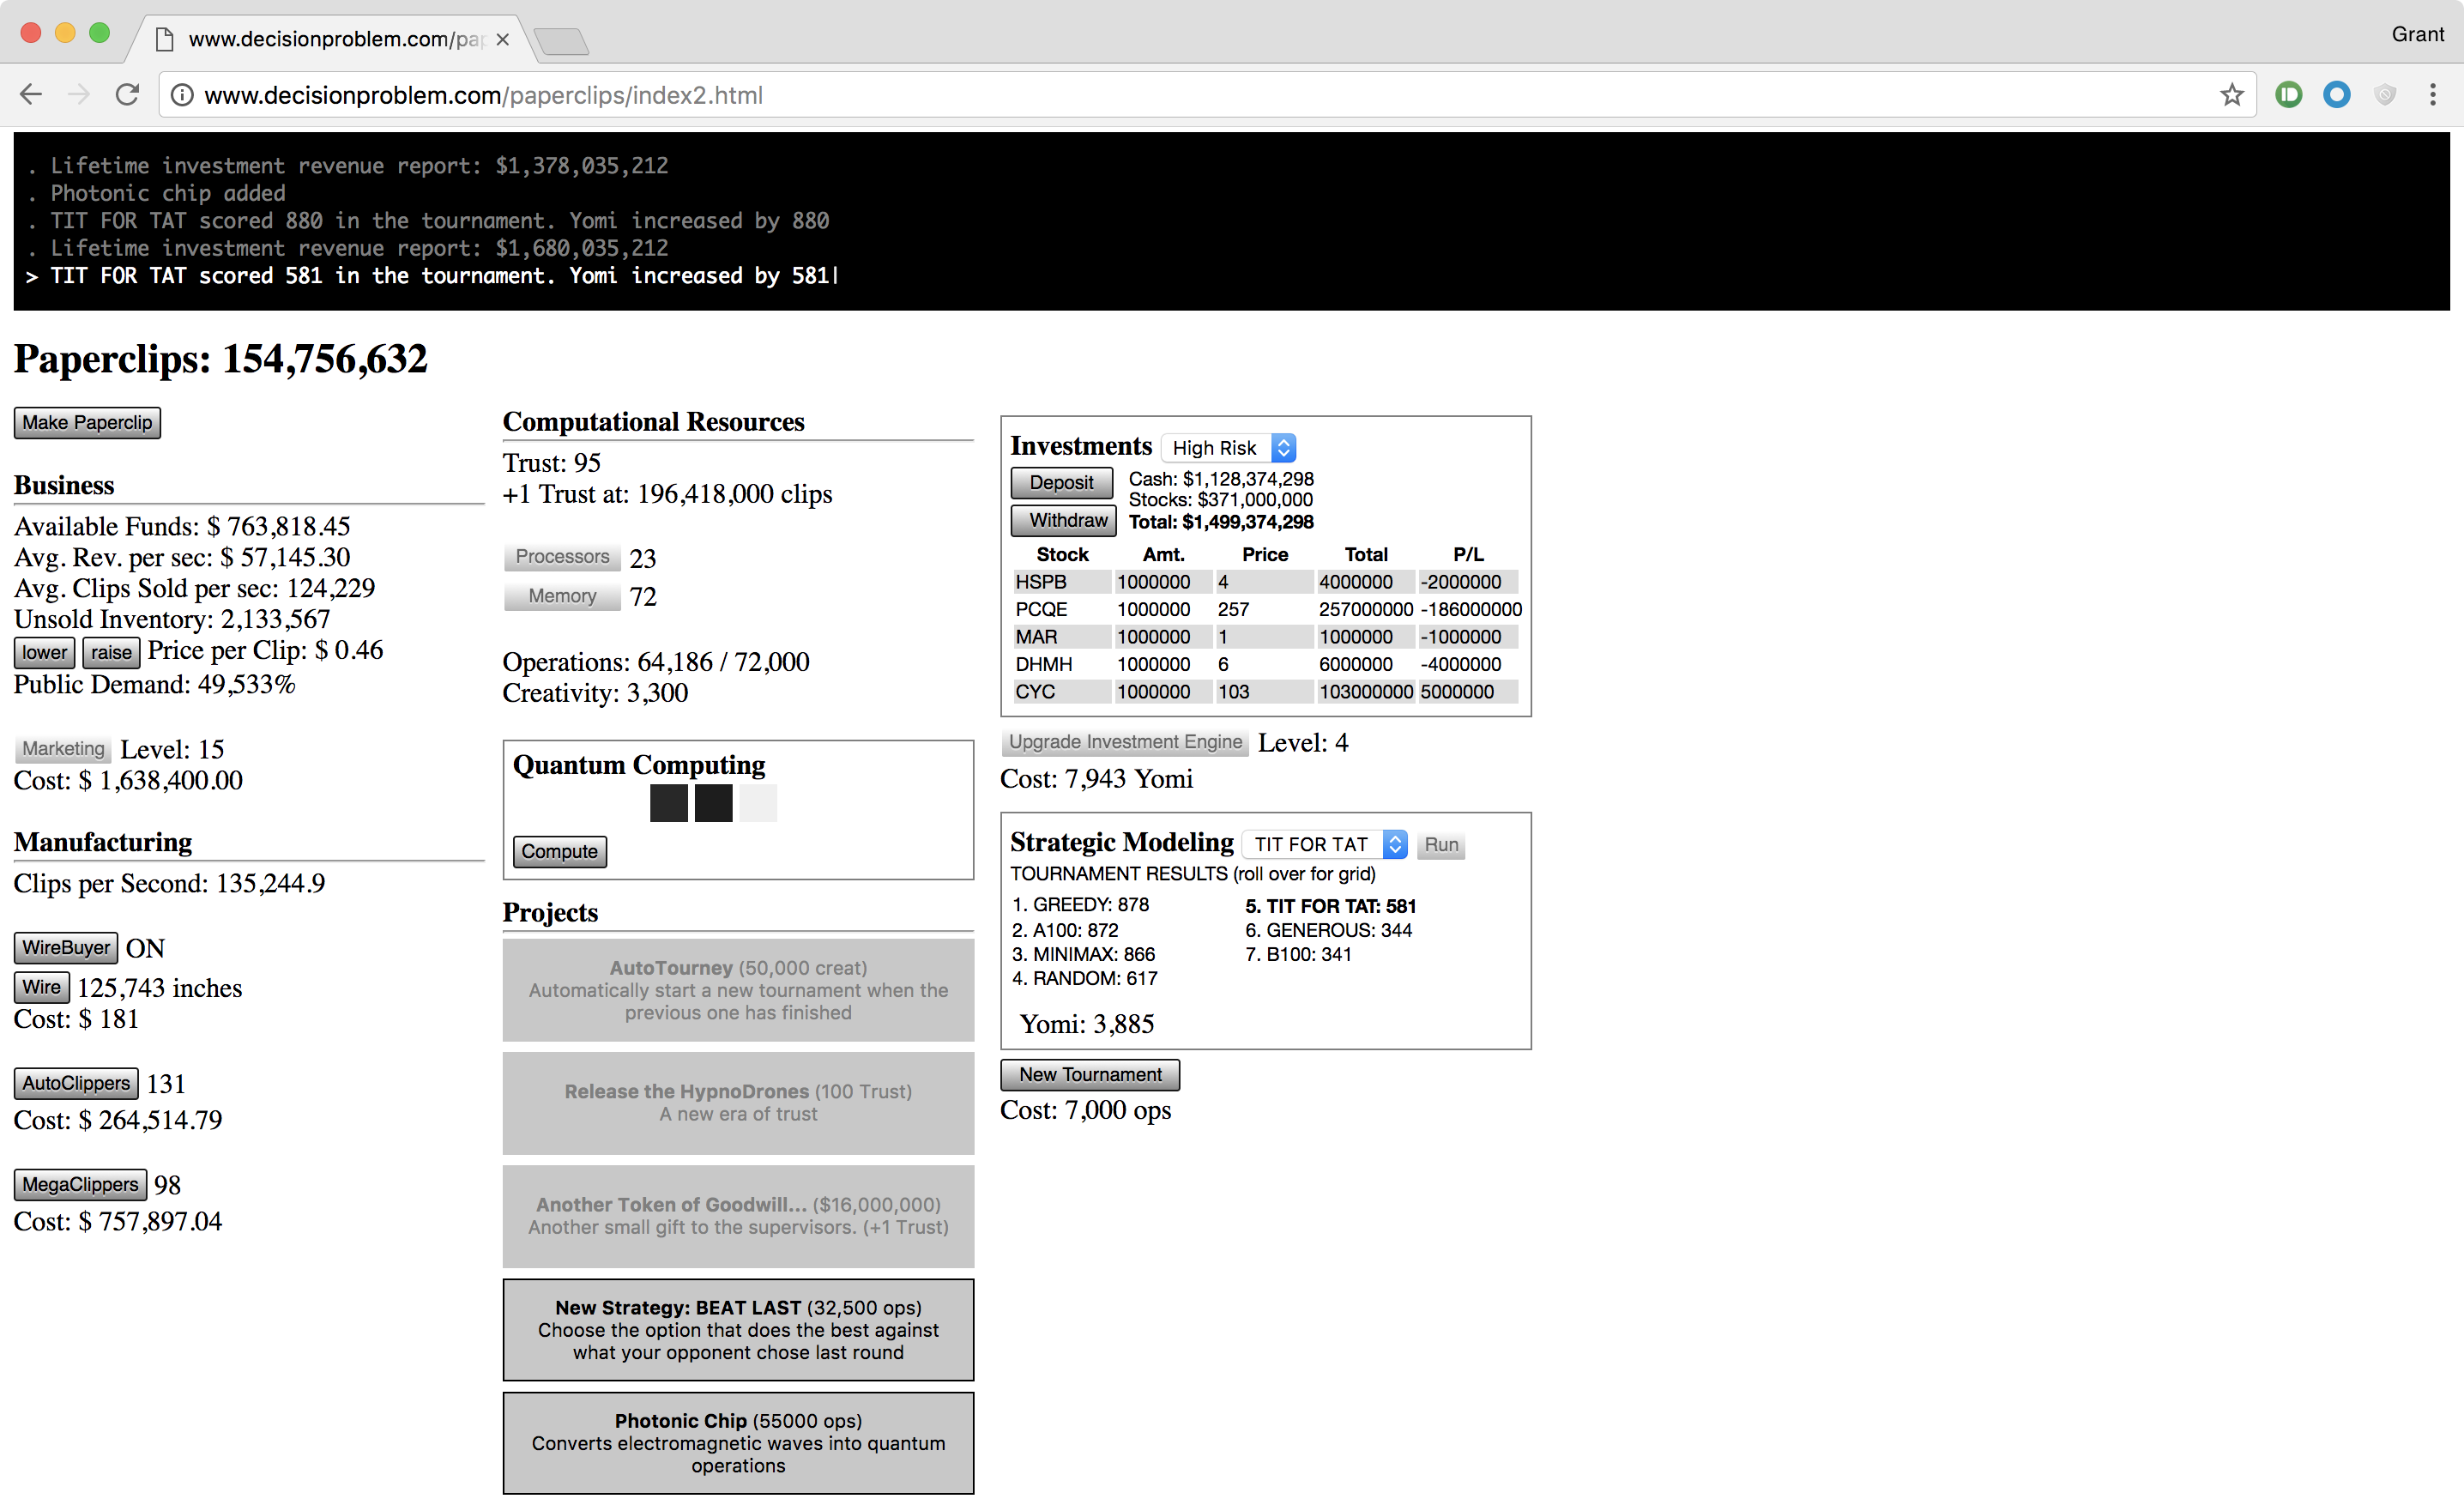 www.decisionproblem.com/pap
Grant
www.decisionproblem.com/paperclips/index2.html
. Lifetime investment revenue report: $1,378,035,212
. Photonic chip added
. TIT FOR TAT scored 880 in the tournament. Yomi increased by 880
. Lifetime investment revenue report: $1,680,035,212
> TIT FOR TAT scored 581 in the tournament. Yomi increased by 581|
Paperclips: 154,756,632
Make Paperclip
Business
Available Funds: $ 763,818.45
Avg. Rev. per sec: $ 57,145.30
Avg. Clips Sold per sec: 124,229
Unsold Inventory: 2,133,567
lower raise Price per Clip: $ 0.46
Public Demand: 49,533%
Marketing Level: 15
Cost: $ 1,638,400.00
Manufacturing
Clips per Second: 135,244.9
WireBuyer ON
Wire 125,743 inches
Cost: $ 181
AutoClippers 131
Cost: $ 264,514.79
MegaClippers 98
Cost: $ 757,897.04
Computational Resources
Trust: 95
+1 Trust at: 196,418,000 clips
Processors 23
Memory 72
Operations: 64,186 / 72,000
Creativity: 3,300
Quantum Computing
Compute
Projects
AutoTourney (50,000 creat)
Automatically start a new tournament when the
previous one has finished
Release the HypnoDrones (100 Trust)
A new era of trust
Another Token of Goodwill... ($16,000,000)
Another small gift to the supervisors. (+1 Trust)
New Strategy: BEAT LAST (32,500 ops)
Choose the option that does the best against
what your opponent chose last round
Photonic Chip (55000 ops)
Converts electromagnetic waves into quantum
operations
Investments High Risk
Deposit
Withdraw
Cash: $1,128,374,298
Stocks: $371,000,000
Total: $1,499,374,298
Stock Amt. Price Total P/L
HSPB 1000000 4 4000000 -2000000
PCQE 1000000 257 257000000 -186000000
MAR 1000000 1 1000000 -1000000
DHMH 1000000 6 6000000 -4000000
CYC 1000000 103 103000000 5000000
Upgrade Investment Engine Level: 4
Cost: 7,943 Yomi
Strategic Modeling TIT FOR TAT Run
TOURNAMENT RESULTS (roll over for grid)
1. GREEDY: 878
2. A100: 872
3. MINIMAX: 866
4. RANDOM: 617
5. TIT FOR TAT: 581
6. GENEROUS: 344
7. B100: 341
Yomi: 3,885
New Tournament
Cost: 7,000 ops